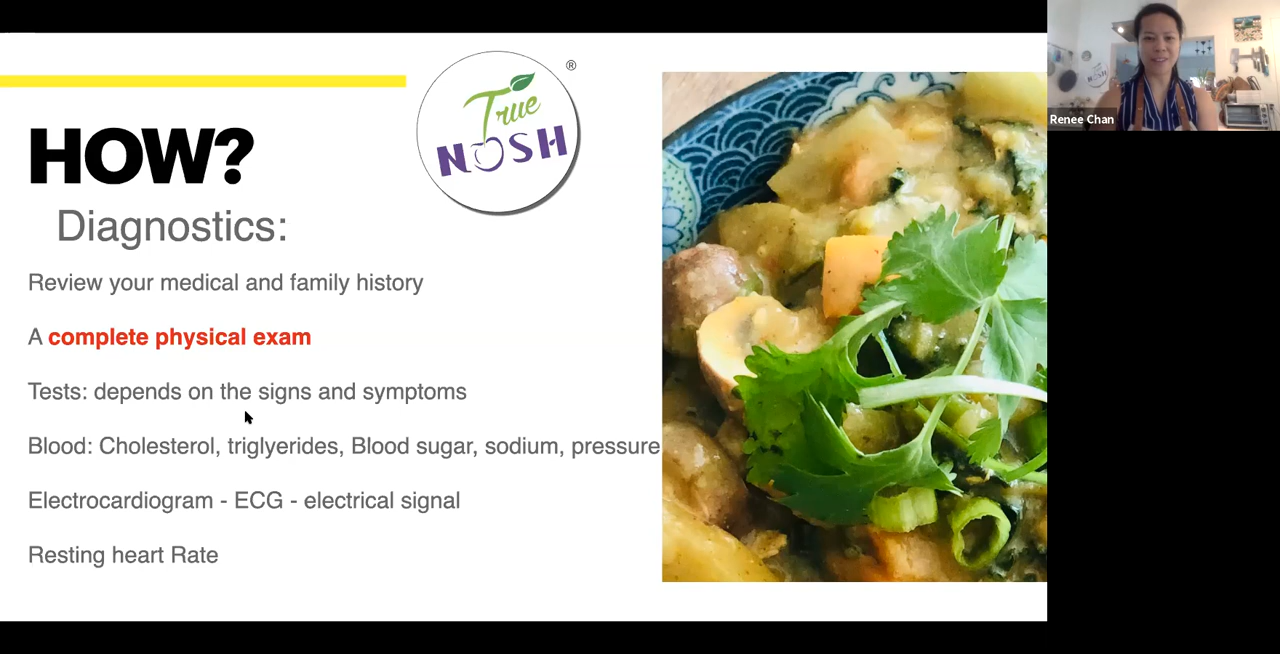 HOW?
True
NOSH
®
Diagnostics:
Review your medical and family history
A complete physical exam
Tests: depends on the signs and symptoms
Blood: Cholesterol, triglyerides, Blood sugar, sodium, pressure
Electrocardiogram - ECG - electrical signal
Resting heart Rate
NOSH
Renee Chan